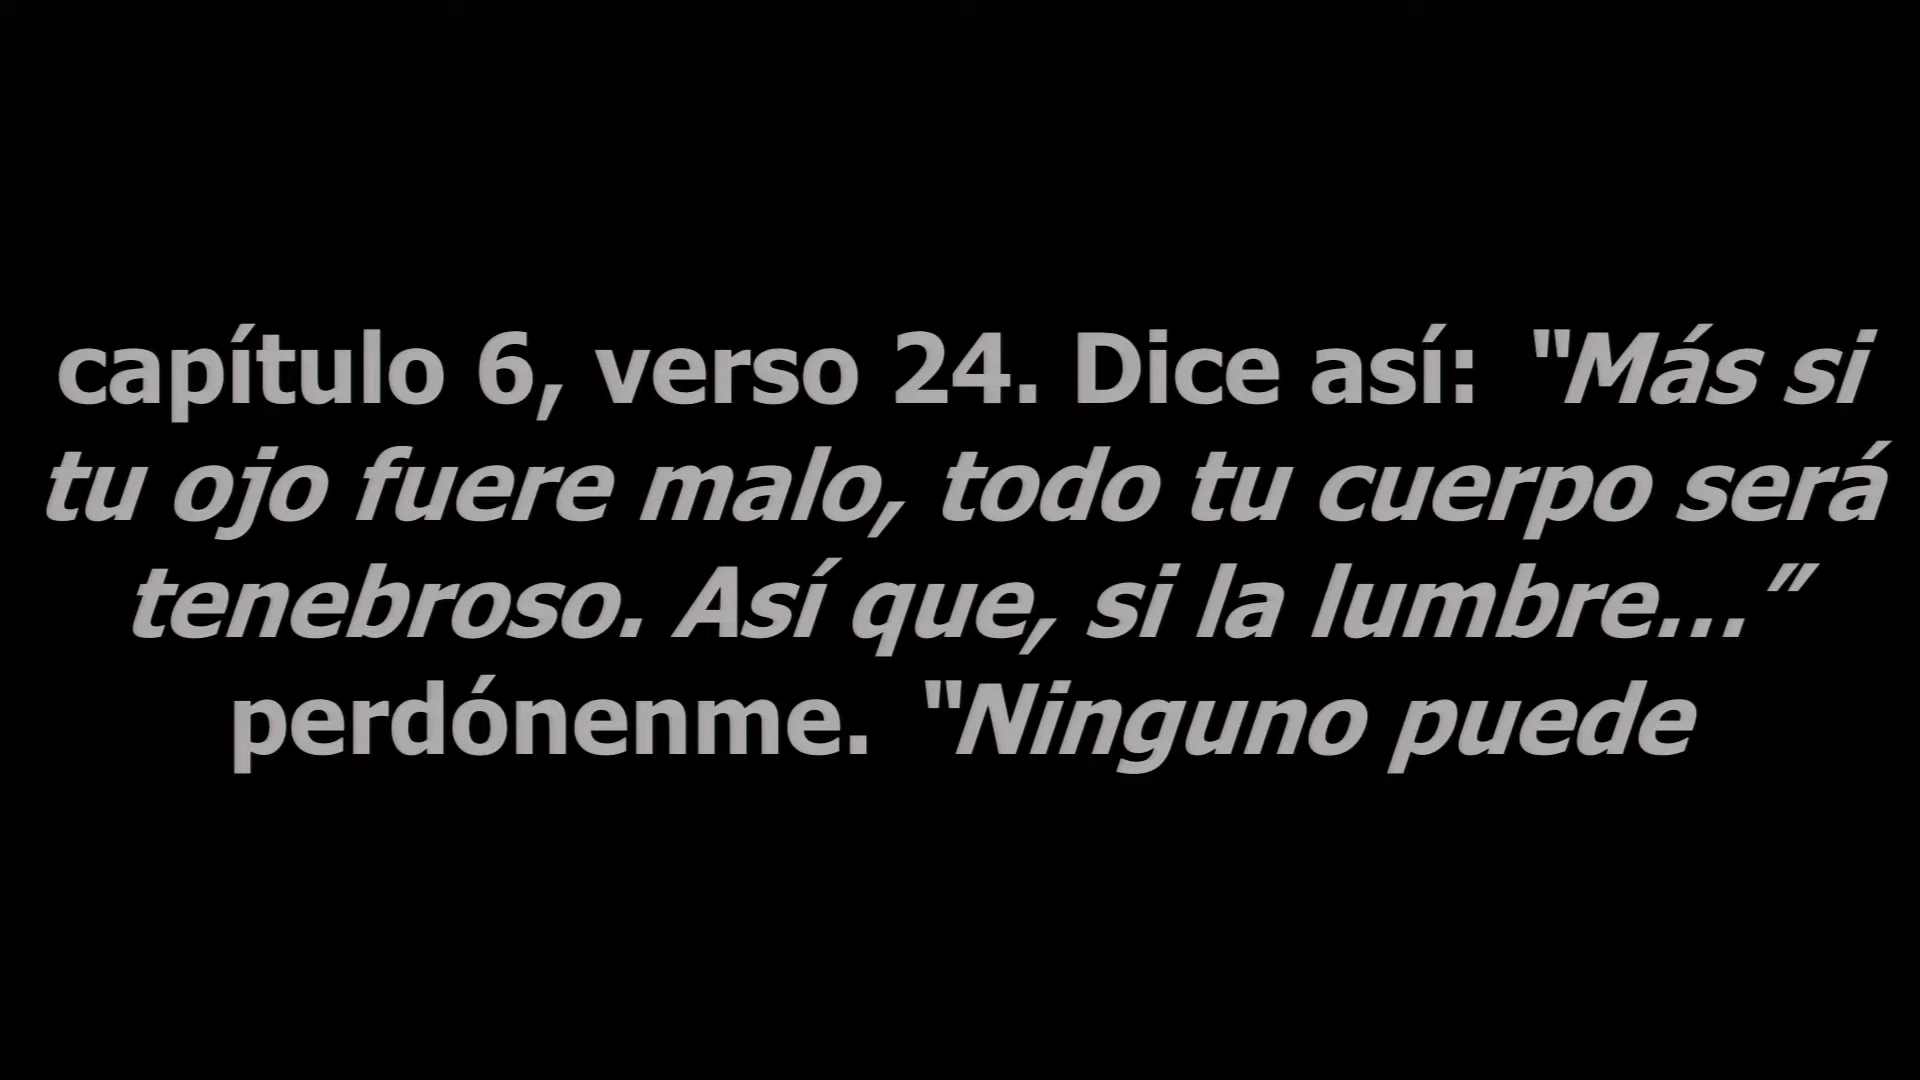 capítulo 6, verso 24. Dice así: “Más si
tu ojo fuere malo, todo tu cuerpo será
tenebroso. Así que, si la lumbre...”
perdónenme. “Ninguno puede